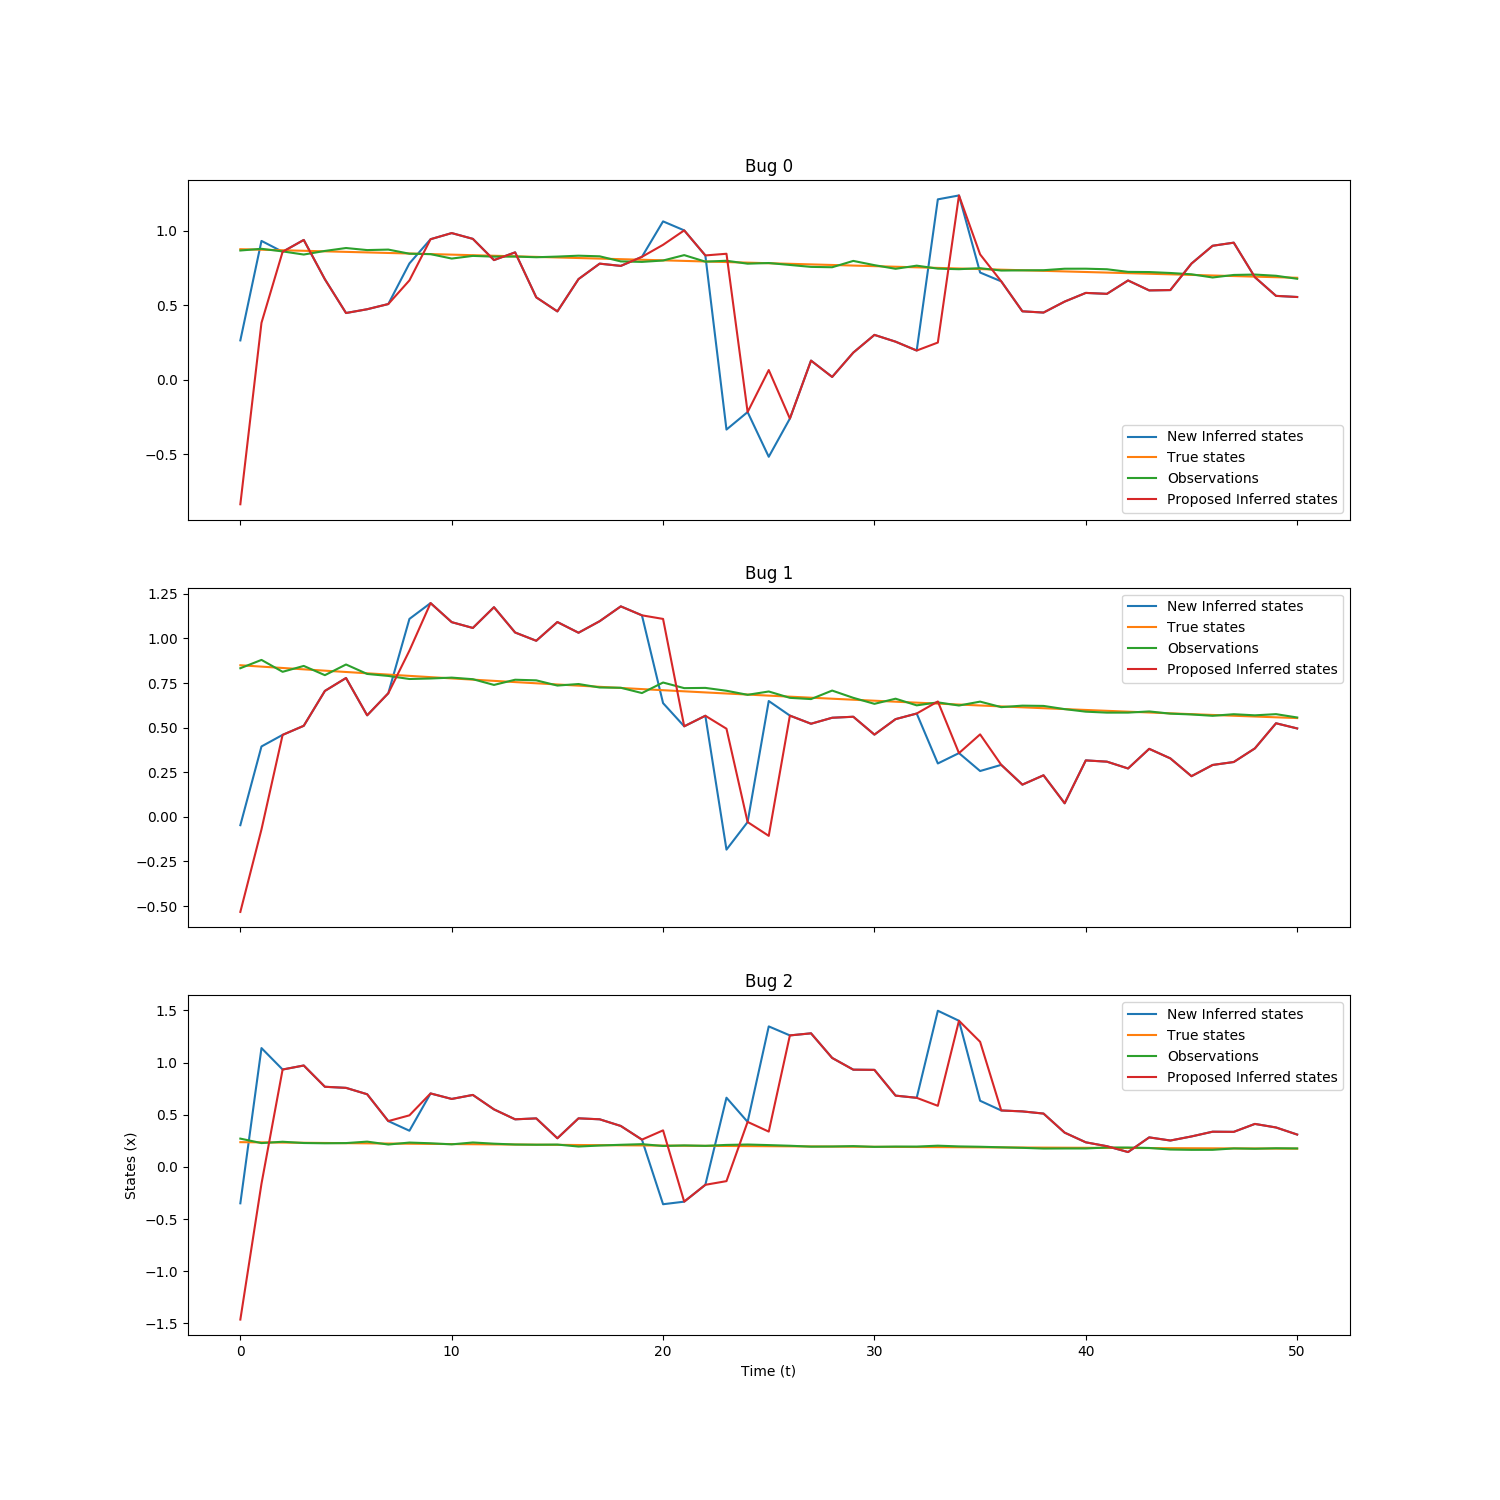 Bug 0
1.0
0.5
0.0
−0.5
New Inferred states
True states
Observations
Proposed Inferred states
Bug 1
1.25
1.00
0.75
0.50
0.25
0.00
−0.25
−0.50
New Inferred states
True states
Observations
Proposed Inferred states
Bug 2
1.5
1.0
0.5
0.0
−0.5
−1.0
−1.5
States (x)
New Inferred states
True states
Observations
Proposed Inferred states
0 10 20 30 40 50
Time (t)